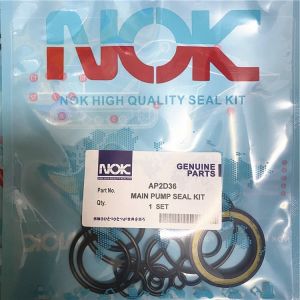 NOK
NOK HIGH QUALITY SEAL KIT
NOK
GENUINE
PARTS
Part No. AP2D36
MAIN PUMP SEAL KIT
Qty. 1 SET